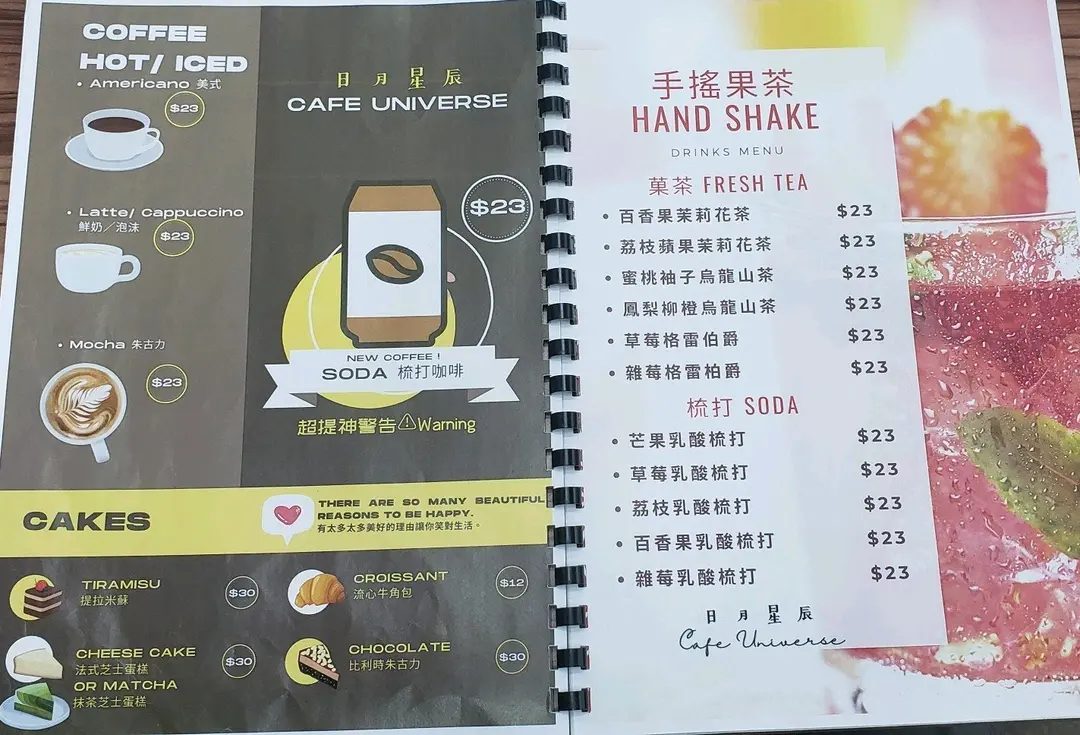 COFFEE
HOT/ ICED
• Americano 美式
$23
• Latte/ Cappuccino
鮮奶／泡沫
$23
• Mocha 朱古力
$23
日月星辰
CAFE UNIVERSE
$23
NEW COFFEE !
SODA 梳打咖啡
超提神警告⚠Warning
CAKES
THERE ARE SO MANY BEAUTIFUL
REASONS TO BE HAPPY.
有太多太多美好的理由讓你笑對生活。
TIRAMISU
提拉米蘇
$30
CROISSANT
流心牛角包
$12
CHEESE CAKE
法式芝士蛋糕
OR MATCHA
抹茶芝士蛋糕
$30
CHOCOLATE
比利時朱古力
$30
手搖果茶
HAND SHAKE
DRINKS MENU
菓茶 FRESH TEA
• 百香果茉莉花茶 $23
• 荔枝蘋果茉莉花茶 $23
• 蜜桃柚子烏龍山茶 $23
• 鳳梨柳橙烏龍山茶 $23
• 草莓格雷伯爵 $23
• 雜莓格雷柏爵 $23
梳打 SODA
• 芒果乳酸梳打 $23
• 草莓乳酸梳打 $23
• 荔枝乳酸梳打 $23
• 百香果乳酸梳打 $23
• 雜莓乳酸梳打 $23
日月星辰
Cafe Universe